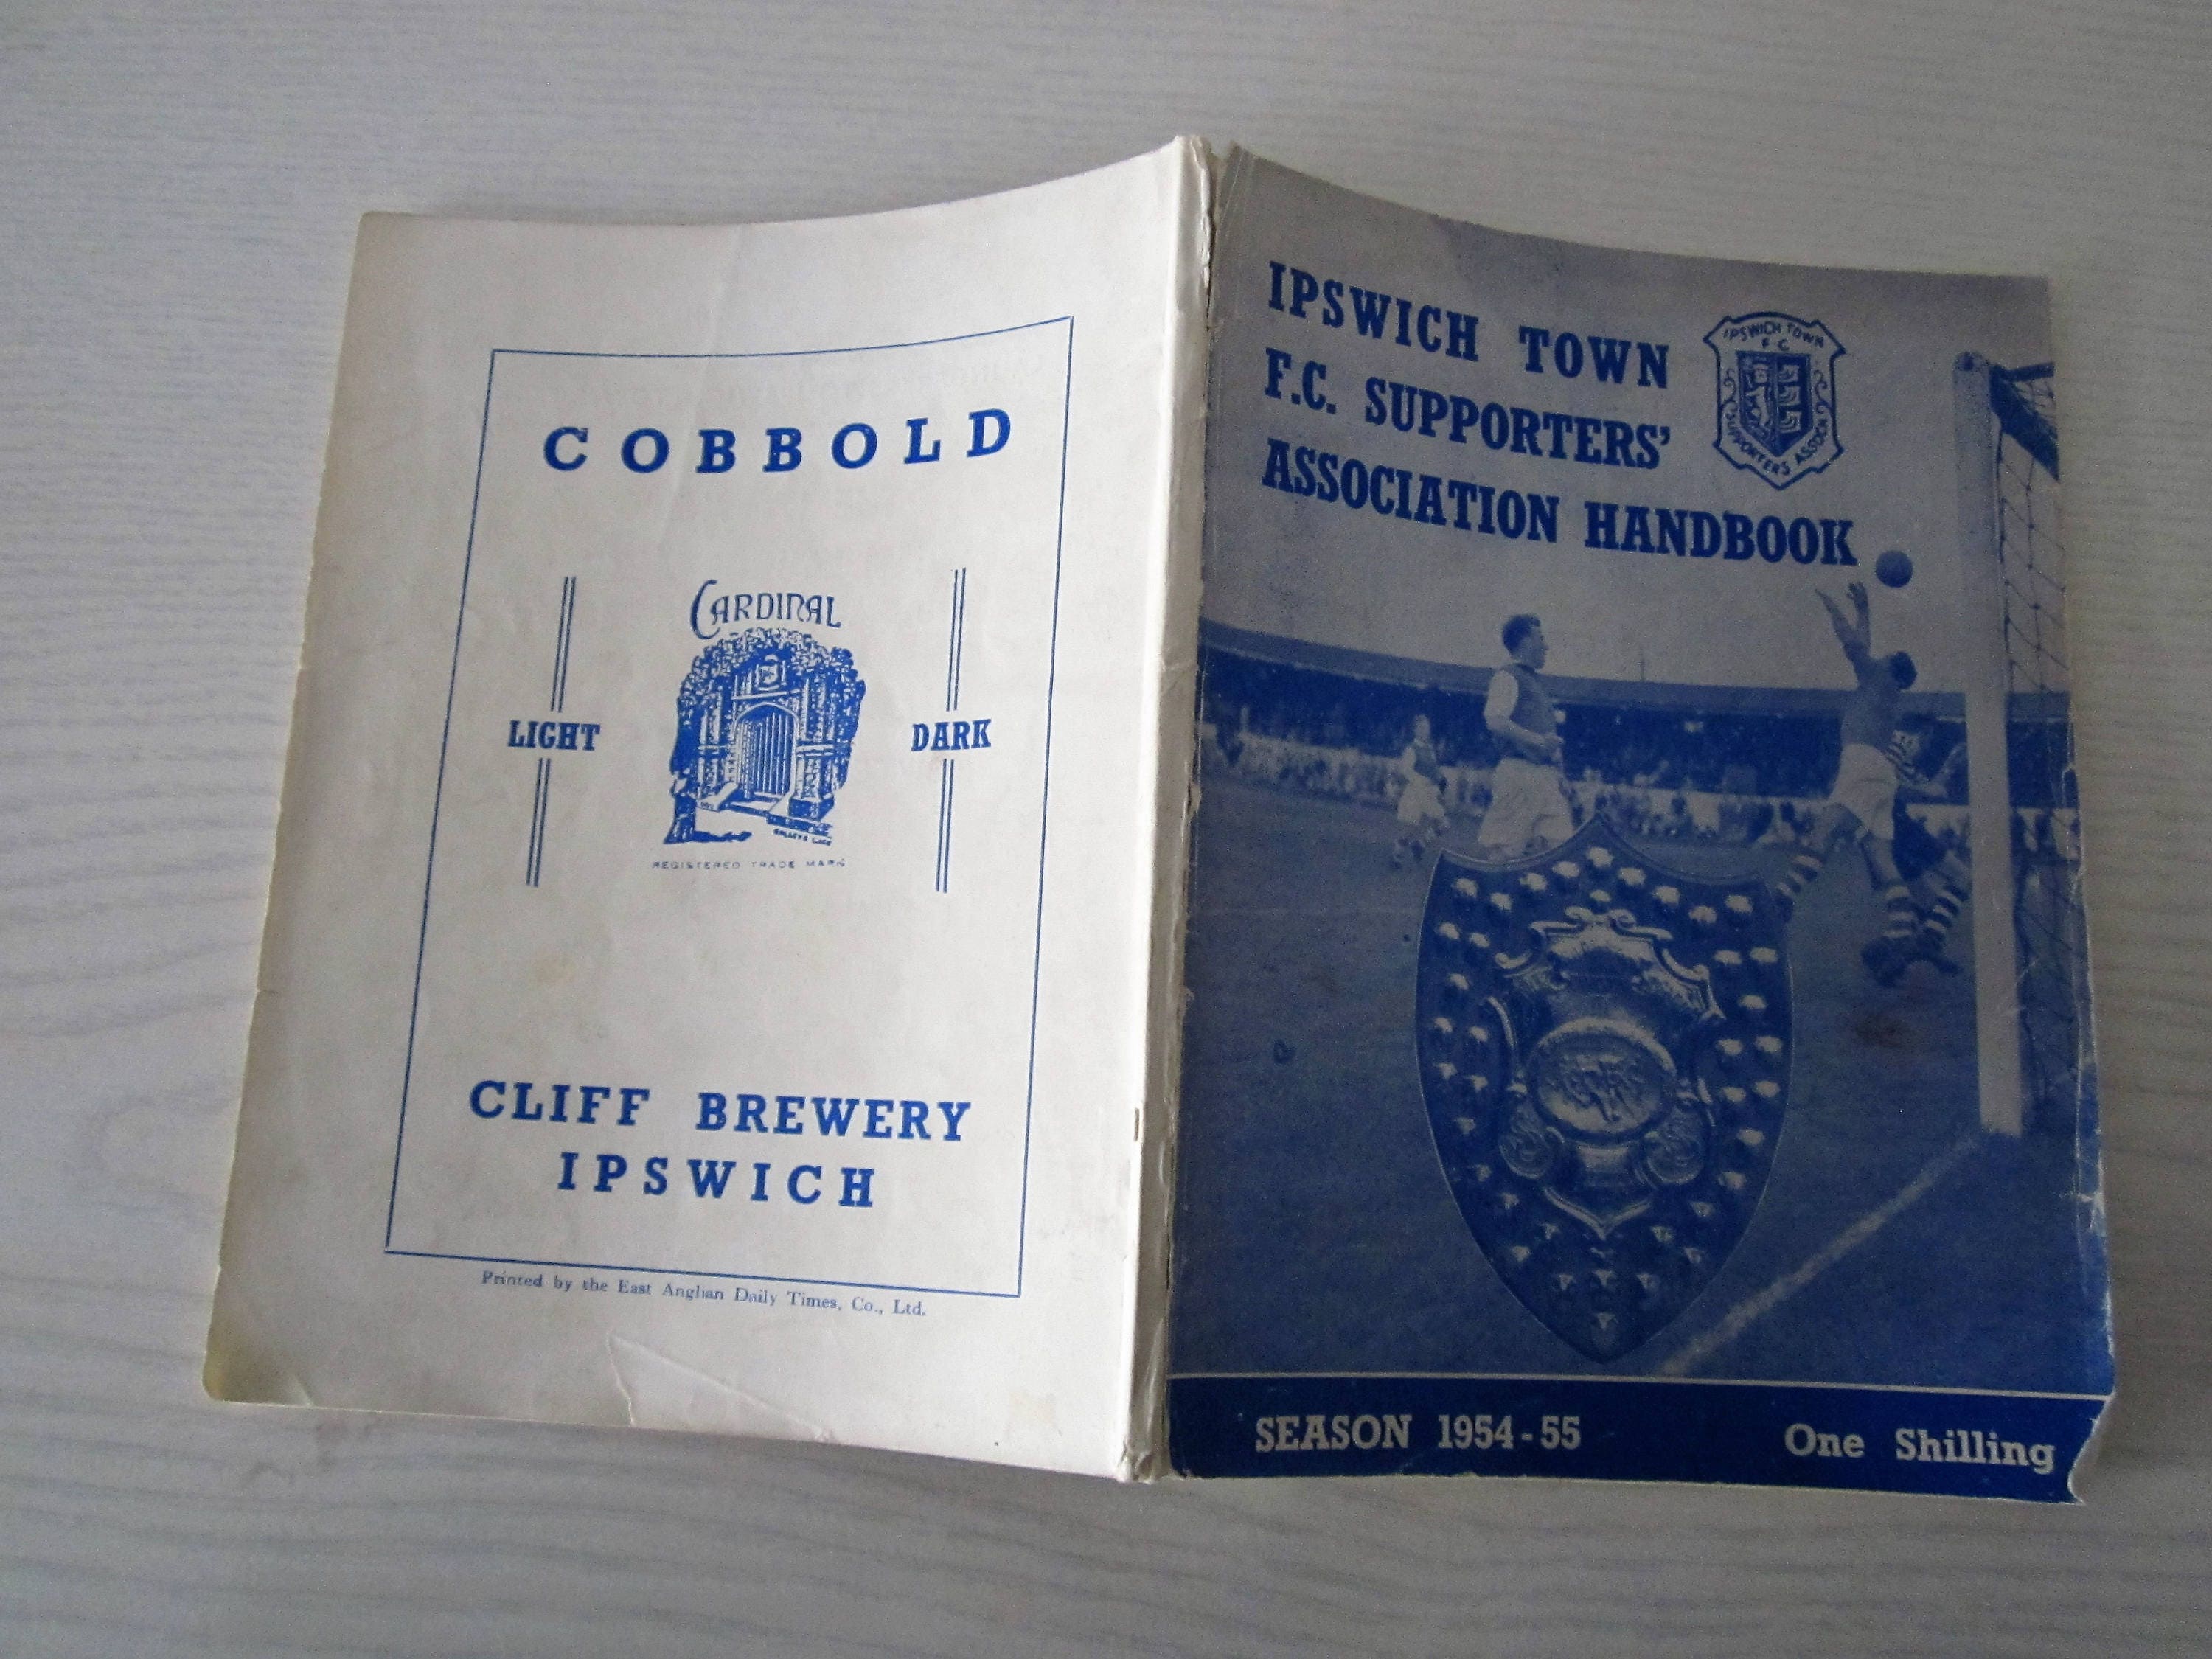 COBBOLD
CARDINAL
LIGHT
DARK
REGISTERED TRADE MARK
CLIFF BREWERY
IPSWICH
Printed by the East Anglian Daily Times, Co., Ltd.
IPSWICH TOWN
F.C. SUPPORTERS'
ASSOCIATION HANDBOOK
IPSWICH TOWN
F.C.
SUPPORTERS ASSOCN
SEASON 1954-55
One Shilling